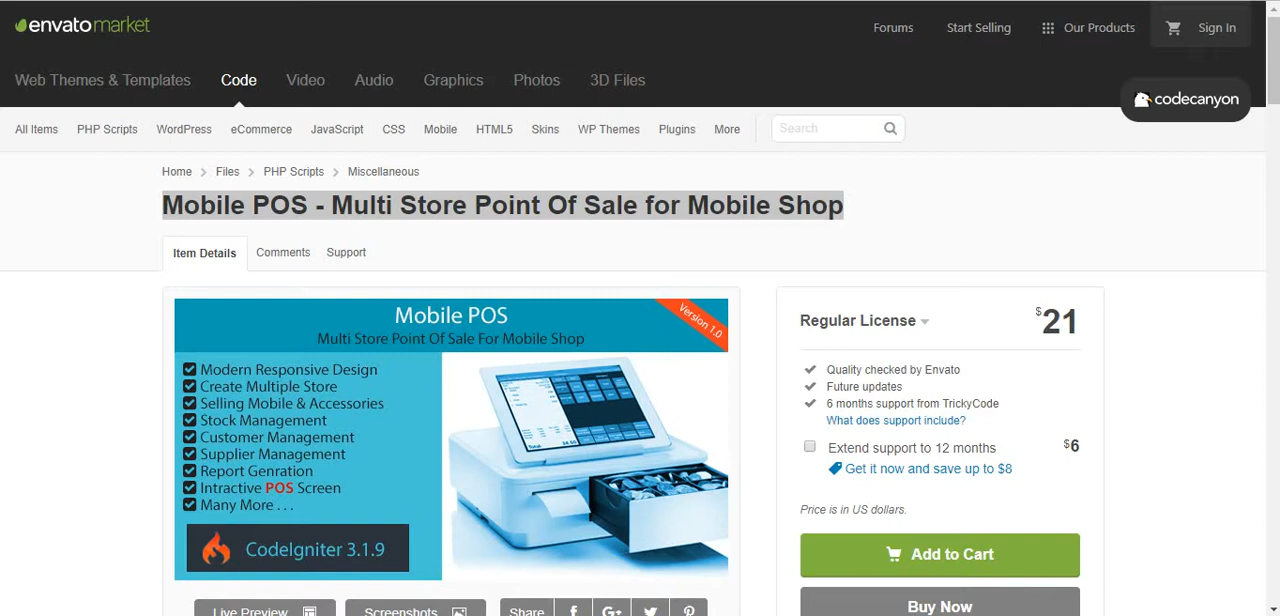 envatomarket
Forums
Start Selling
Our Products
Sign In
Web Themes & Templates
Code
Video
Audio
Graphics
Photos
3D Files
codecanyon
All Items
PHP Scripts
WordPress
eCommerce
JavaScript
CSS
Mobile
HTML5
Skins
WP Themes
Plugins
More
Search
Home
Files
PHP Scripts
Miscellaneous
Mobile POS - Multi Store Point Of Sale for Mobile Shop
Item Details
Comments
Support
Mobile POS
Multi Store Point Of Sale For Mobile Shop
Version 1.0
Modern Responsive Design
Create Multiple Store
Selling Mobile & Accessories
Stock Management
Customer Management
Supplier Management
Report Genration
Intractive POS Screen
Many More . . .
CodeIgniter 3.1.9
Live Preview
Screenshots
Share
Regular License
$21
Quality checked by Envato
Future updates
6 months support from TrickyCode
What does support include?
Extend support to 12 months
$6
Get it now and save up to $8
Price is in US dollars.
Add to Cart
Buy Now